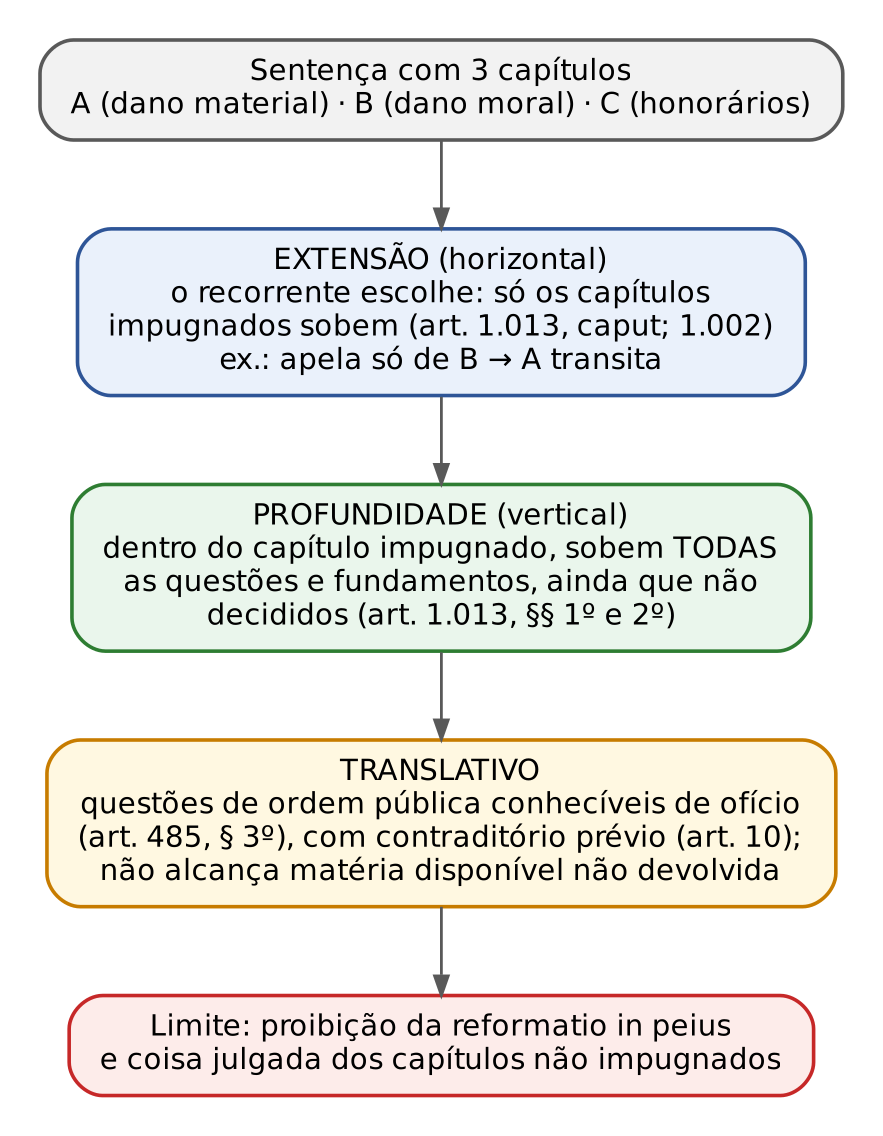 Sentença com 3 capítulos
A (dano material) · B (dano moral) · C (honorários)
EXTENSÃO (horizontal)
o recorrente escolhe: só os capítulos
impugnados sobem (art. 1.013, caput; 1.002)
ex.: apela só de B → A transita
PROFUNDIDADE (vertical)
dentro do capítulo impugnado, sobem TODAS
as questões e fundamentos, ainda que não
decididos (art. 1.013, §§ 1º e 2º)
TRANSLATIVO
questões de ordem pública conhecíveis de ofício
(art. 485, § 3º), com contraditório prévio (art. 10);
não alcança matéria disponível não devolvida
Limite: proibição da reformatio in peius
e coisa julgada dos capítulos não impugnados